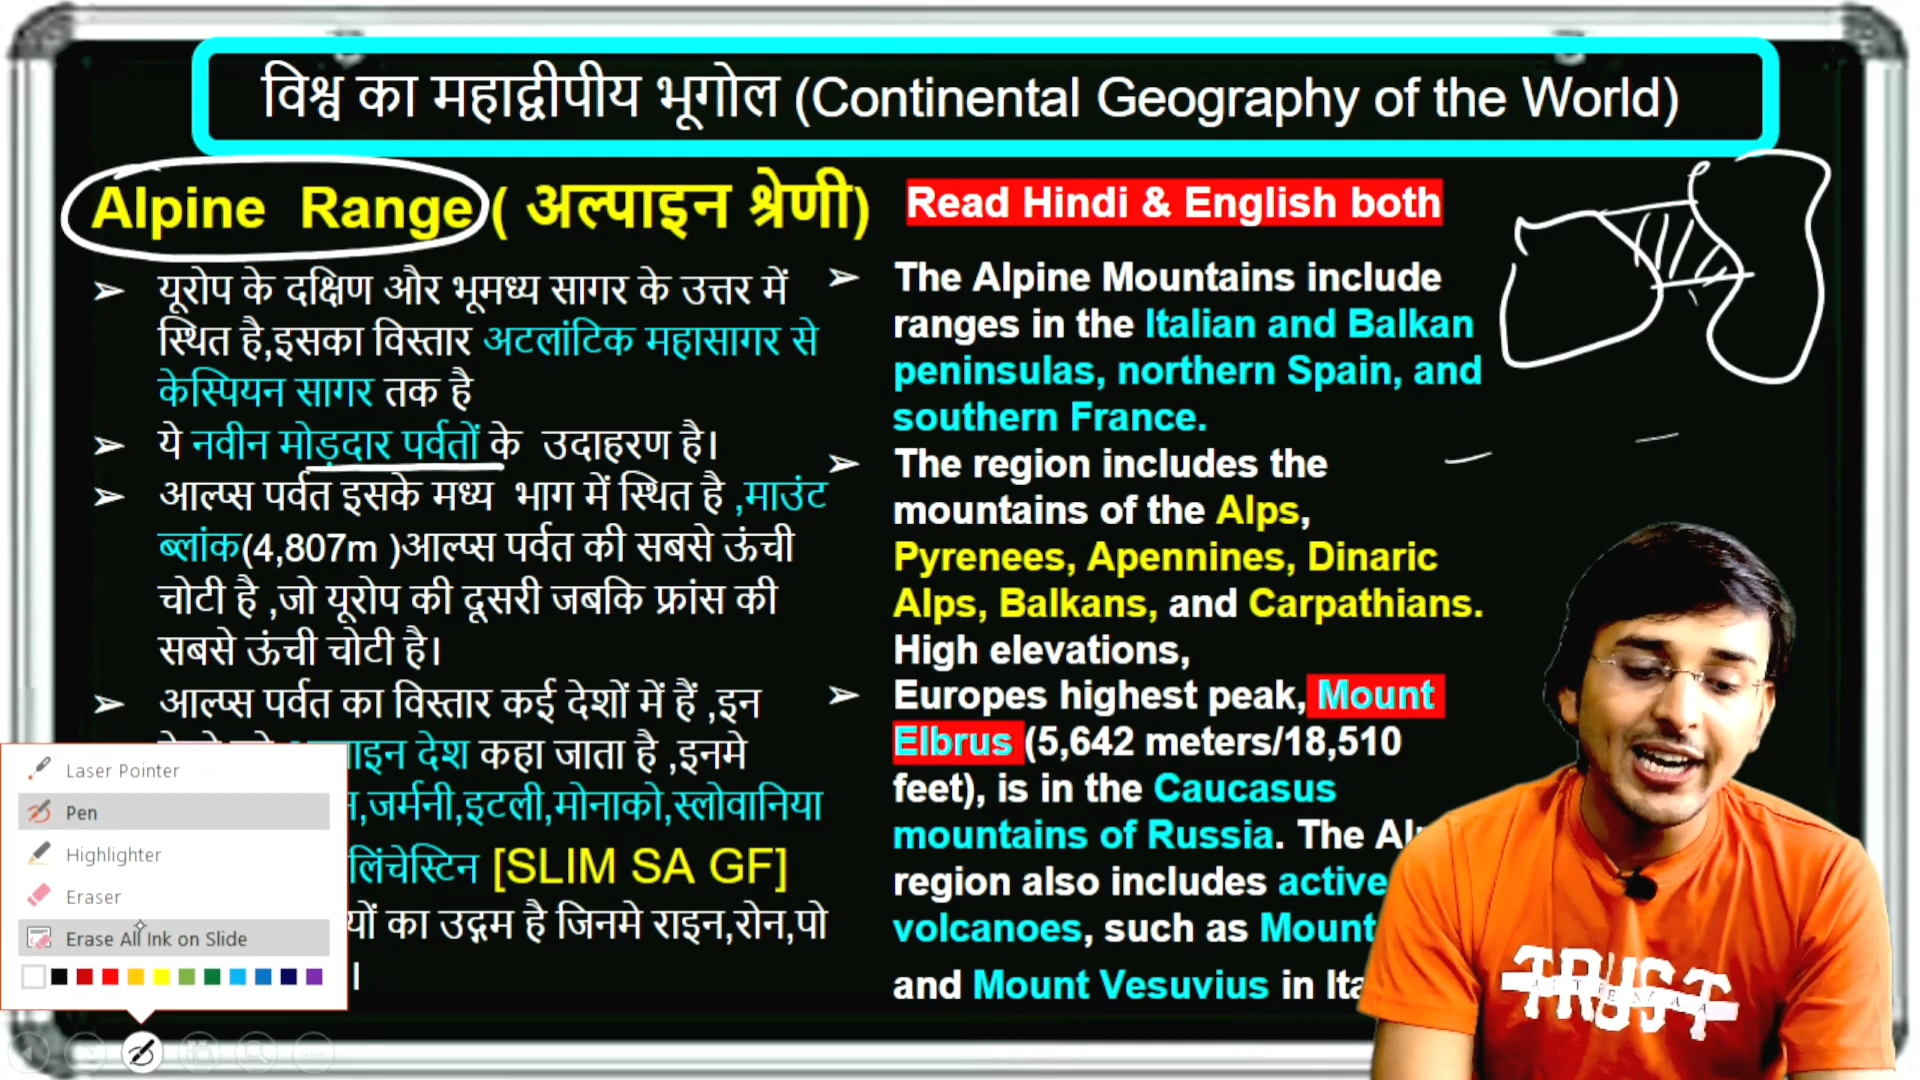 विश्व का महाद्वीपीय भूगोल (Continental Geography of the World)
Alpine Range ( अल्पाइन श्रेणी)
Read Hindi & English both
➢ यूरोप के दक्षिण और भूमध्य सागर के उत्तर में
स्थित है,इसका विस्तार अटलांटिक महासागर से
केस्पियन सागर तक है
➢ ये नवीन मोड़दार पर्वतों के उदाहरण है।
➢ आल्प्स पर्वत इसके मध्य भाग में स्थित है ,माउंट
ब्लांक(4,807m )आल्प्स पर्वत की सबसे ऊंची
चोटी है ,जो यूरोप की दूसरी जबकि फ्रांस की
सबसे ऊंची चोटी है।
➢ आल्प्स पर्वत का विस्तार कई देशों में हैं ,इन
देश कहा जाता है ,इनमे
,जर्मनी,इटली,मोनाको,स्लोवानिया
लिंचेस्टिन [SLIM SA GF]
का उद्गम है जिनमे राइन,रोन,पो
।
➢ The Alpine Mountains include
ranges in the Italian and Balkan
peninsulas, northern Spain, and
southern France.
➢ The region includes the
mountains of the Alps,
Pyrenees, Apennines, Dinaric
Alps, Balkans, and Carpathians.
High elevations,
➢ Europes highest peak, Mount
Elbrus (5,642 meters/18,510
feet), is in the Caucasus
mountains of Russia. The
region also includes active
volcanoes, such as Mount
and Mount Vesuvius in
Laser Pointer
Pen
Highlighter
Eraser
Erase All Ink on Slide
TRUST